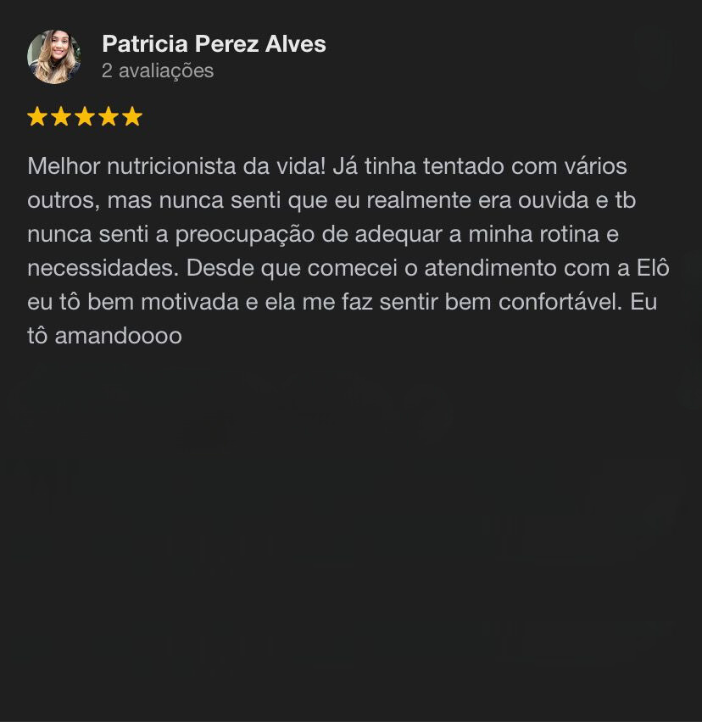 Patricia Perez Alves
2 avaliações
Melhor nutricionista da vida! Já tinha tentado com vários
outros, mas nunca senti que eu realmente era ouvida e tb
nunca senti a preocupação de adequar a minha rotina e
necessidades. Desde que comecei o atendimento com a Elô
eu tô bem motivada e ela me faz sentir bem confortável. Eu
tô amandoooo